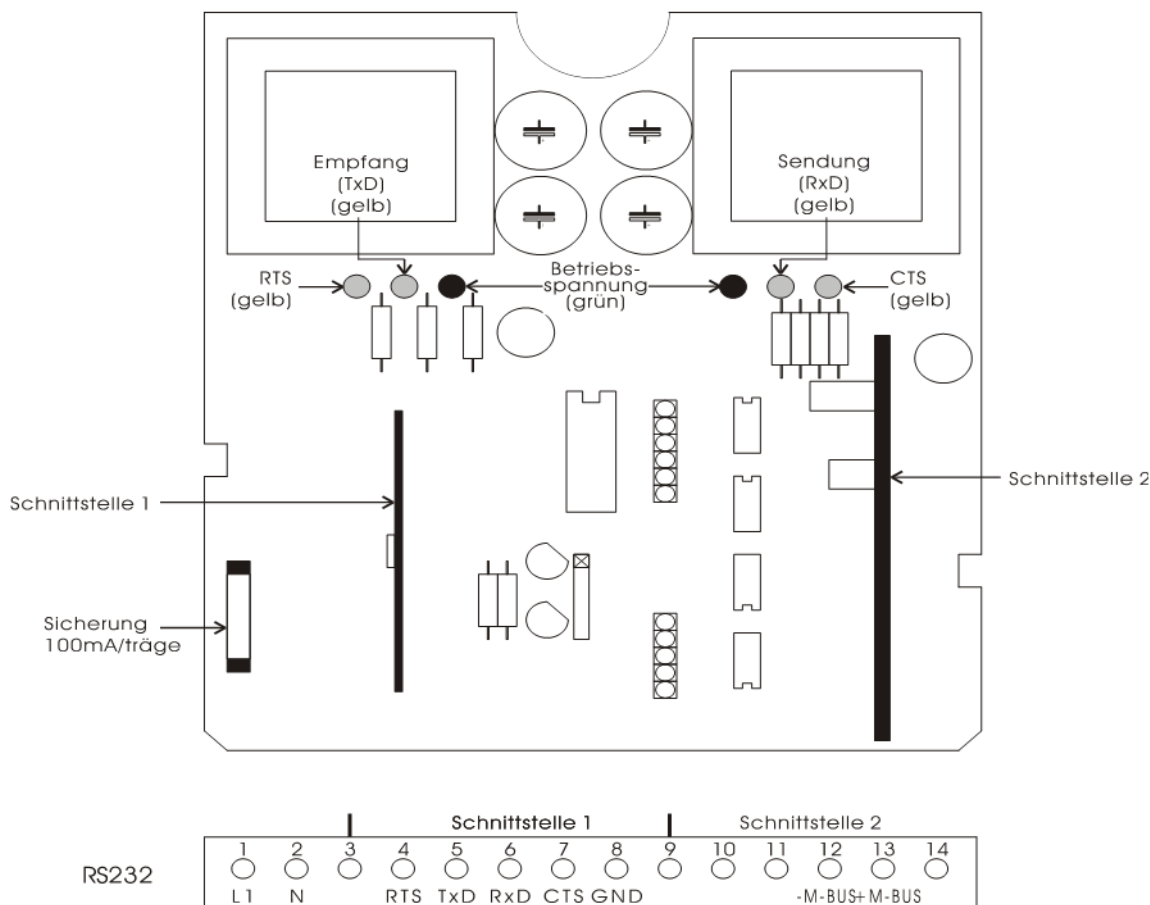 Empfang
(TxD)
(gelb)
Sendung
(RxD)
(gelb)
RTS
(gelb)
Betriebs-
spannung
(grün)
CTS
(gelb)
Schnittstelle 1
Schnittstelle 2
Sicherung
100mA/träge
Schnittstelle 1
Schnittstelle 2
1 2 3 4 5 6 7 8 9 10 11 12 13 14
RS232
L1 N RTS TxD RxD CTS GND -M-BUS+M-BUS